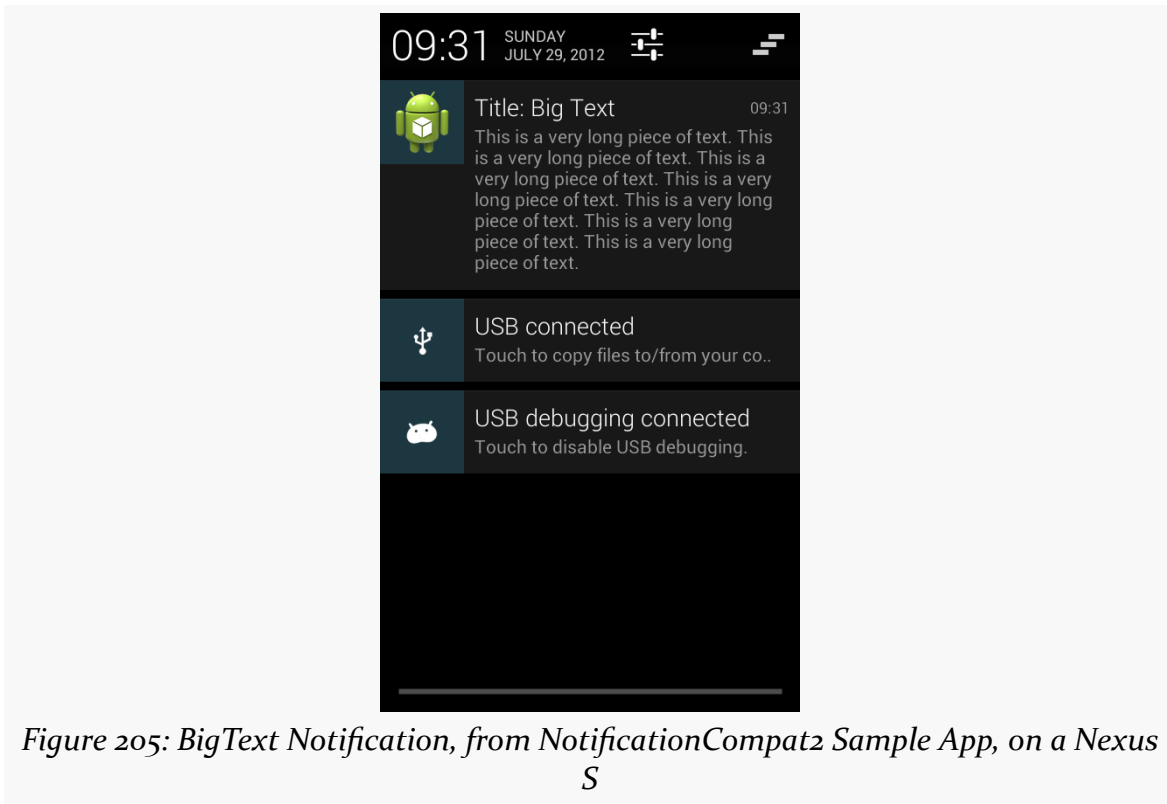 09:31
SUNDAY
JULY 29, 2012
Title: Big Text
09:31
This is a very long piece of text. This
is a very long piece of text. This is a
very long piece of text. This is a very
long piece of text. This is a very long
piece of text. This is a very long
piece of text. This is a very long
piece of text.
USB connected
Touch to copy files to/from your co..
USB debugging connected
Touch to disable USB debugging.
Figure 205: BigText Notification, from NotificationCompat2 Sample App, on a Nexus
S